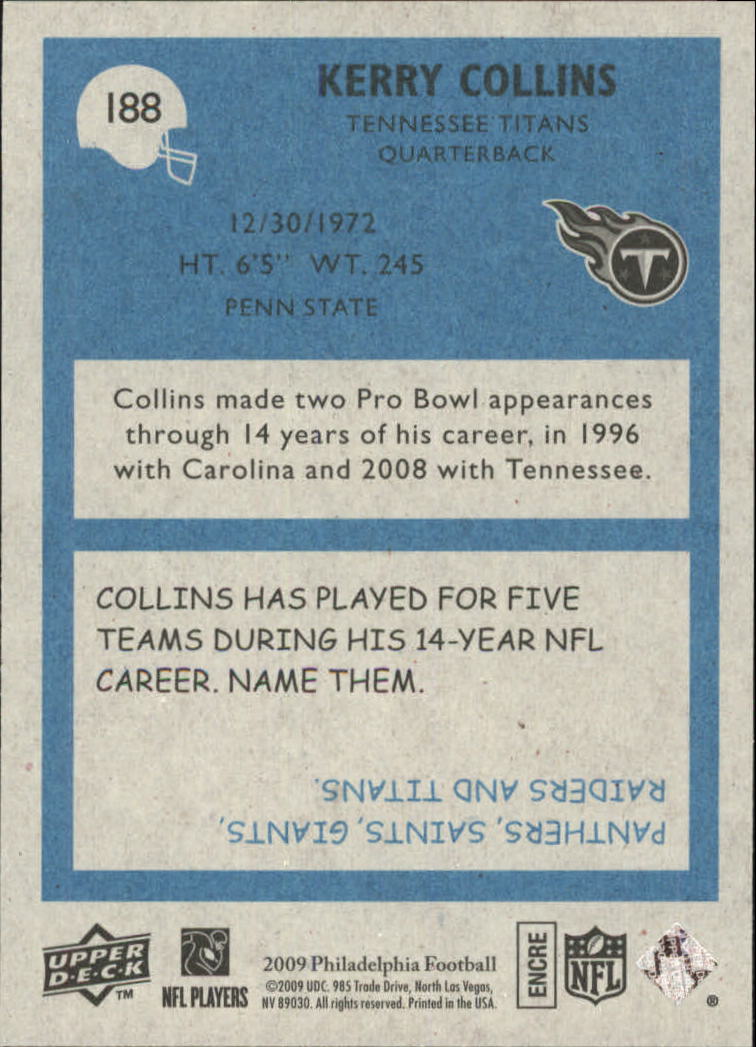 188
KERRY COLLINS
TENNESSEE TITANS
QUARTERBACK
12/30/1972
HT. 6'5" WT. 245
PENN STATE
T
Collins made two Pro Bowl appearances
through 14 years of his career, in 1996
with Carolina and 2008 with Tennessee.
COLLINS HAS PLAYED FOR FIVE
TEAMS DURING HIS 14-YEAR NFL
CAREER. NAME THEM.
PANTHERS, SAINTS, GIANTS,
RAIDERS AND TITANS.
UPPER
D·E·C·K
TM
NFL PLAYERS
2009 Philadelphia Football
©2009 UDC. 985 Trade Drive, North Las Vegas,
NV 89030. All rights reserved. Printed in the USA.
ENCRE
NFL
®